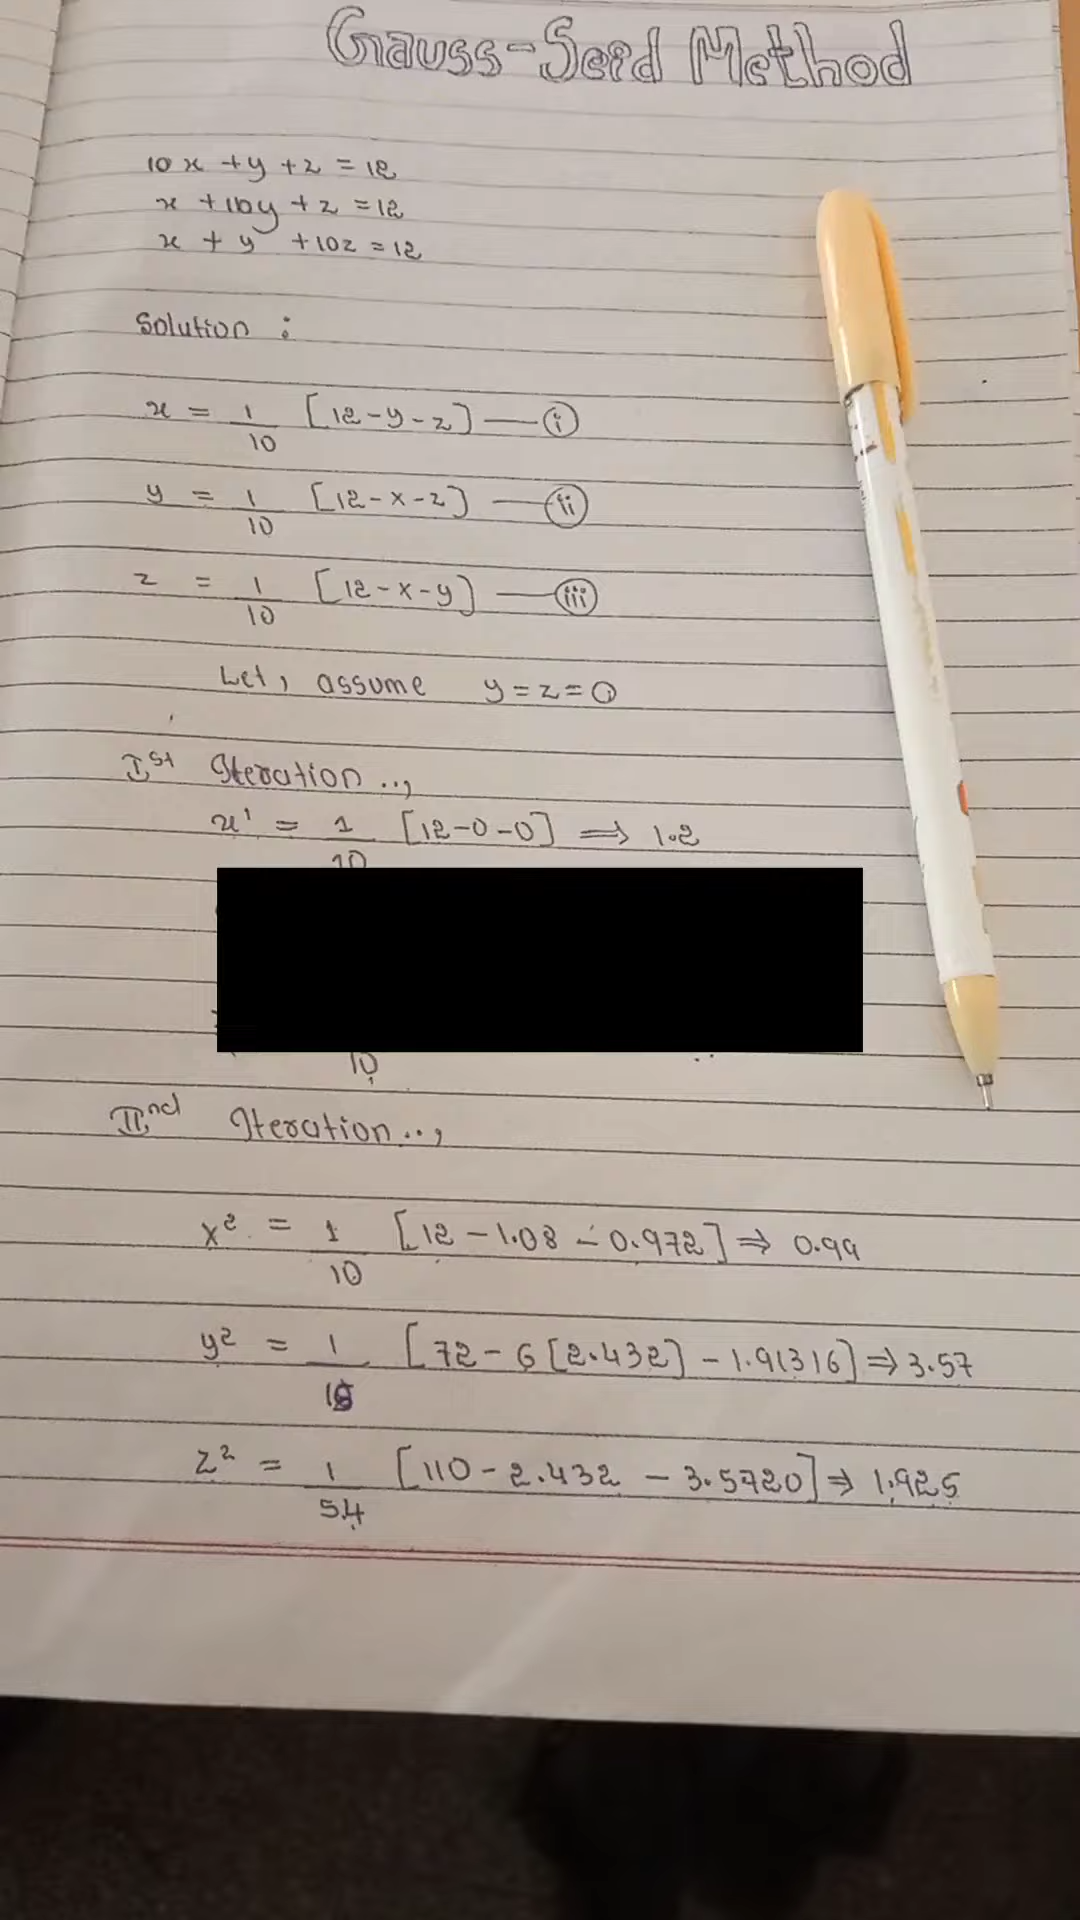 Gauss-Seid Method
10x + y + z = 12
x + 10y + z = 12
x + y + 10z = 12
Solution :
x = 1/10 [12-y-z] — (i)
y = 1/10 [12-x-z] — (ii)
z = 1/10 [12-x-y] — (iii)
Let, assume y=z=0
Ist Iteration..,
x¹ = 1/10 [12-0-0] ⇒ 1.2
10
IInd Iteration..,
x² = 1/10 [12-1.08-0.972] ⇒ 0.99
y² = 1/ [72-6[2.432]-1.91316] ⇒ 3.57
z² = 1/54 [110-2.432-3.5720] ⇒ 1.925